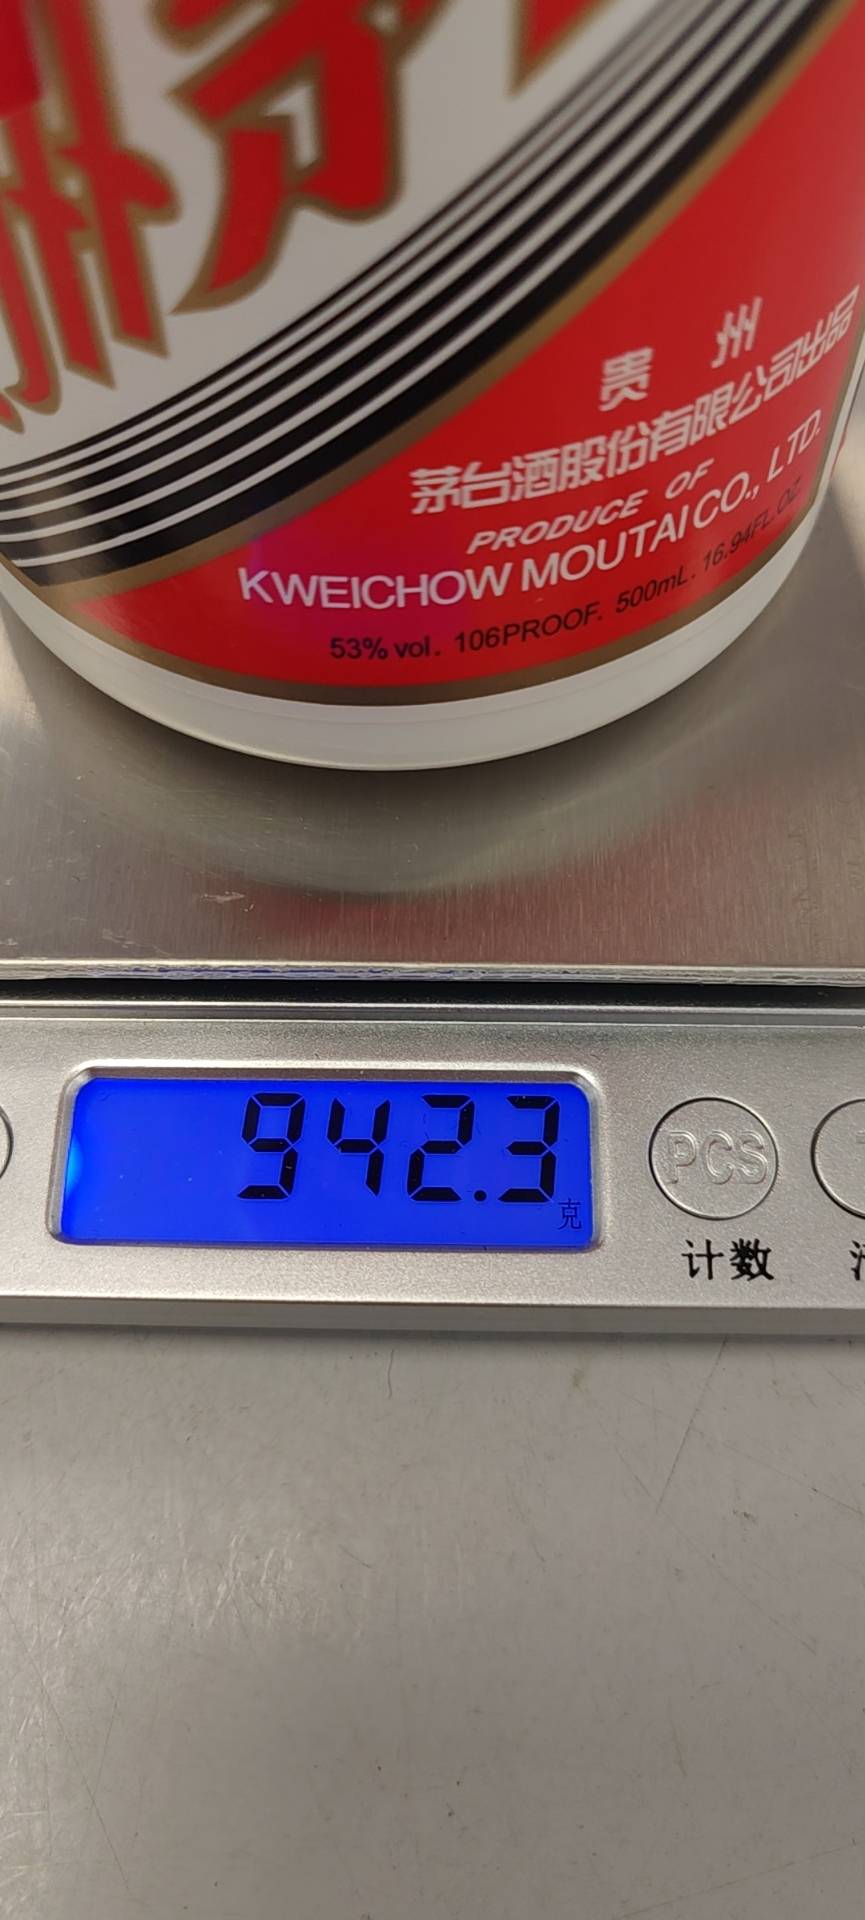 贵州
茅台酒股份有限公司出品
PRODUCE OF
KWEICHOW MOUTAI CO., LTD.
53% vol. 106PROOF. 500mL. 16.94FL.OZ
942.3
克
PCS
计数